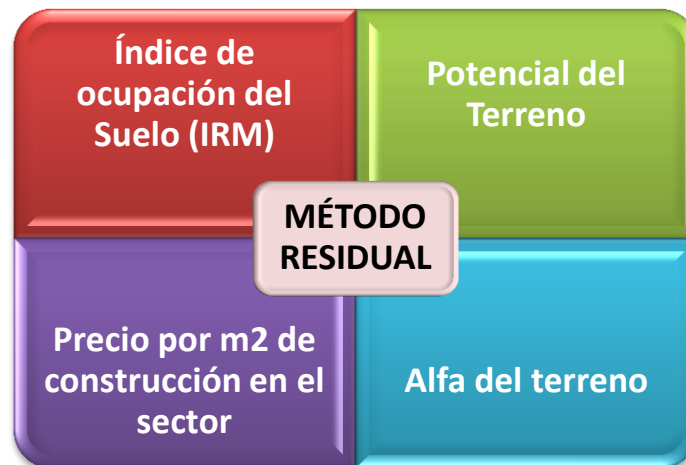 Índice de
ocupación del
Suelo (IRM)
Potencial del
Terreno
MÉTODO
RESIDUAL
Precio por m2 de
construcción en el
sector
Alfa del terreno